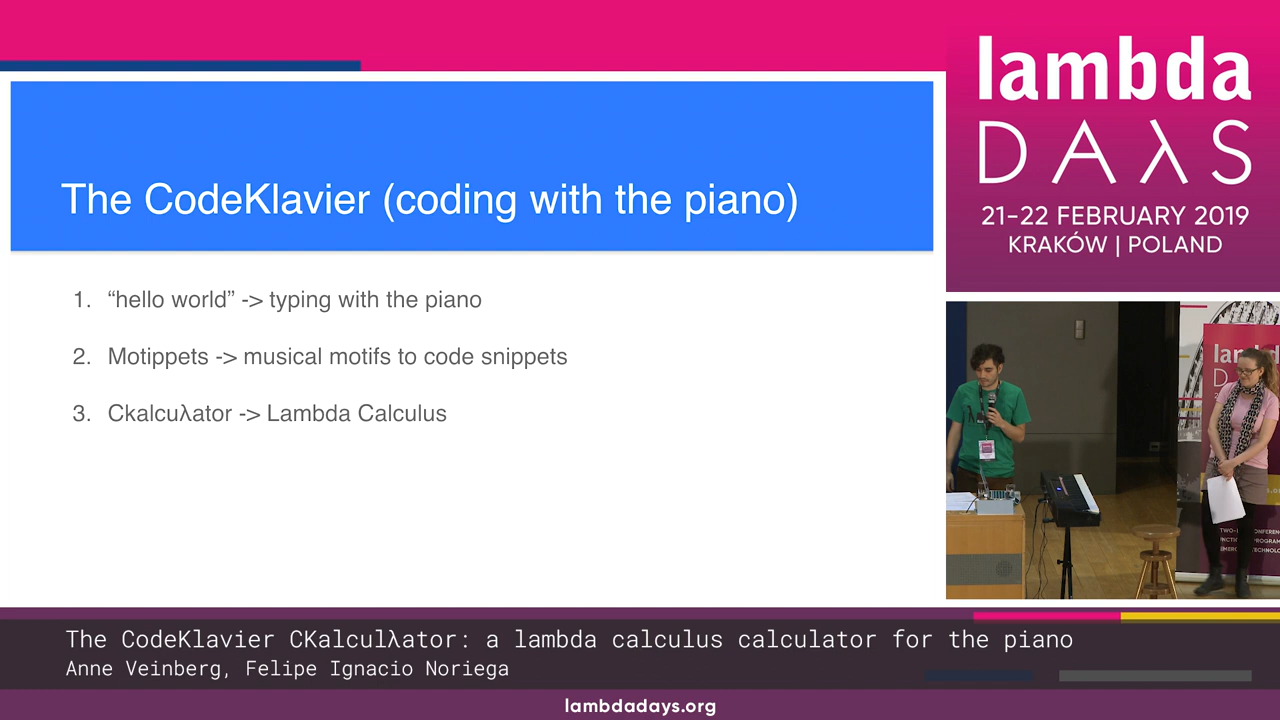 The CodeKlavier (coding with the piano)
1. “hello world” -> typing with the piano
2. Motippets -> musical motifs to code snippets
3. Ckalcuλator -> Lambda Calculus
lambda
DAλS
21-22 FEBRUARY 2019
KRAKÓW | POLAND
The CodeKlavier CKalculλator: a lambda calculus calculator for the piano
Anne Veinberg, Felipe Ignacio Noriega
lambdadays.org